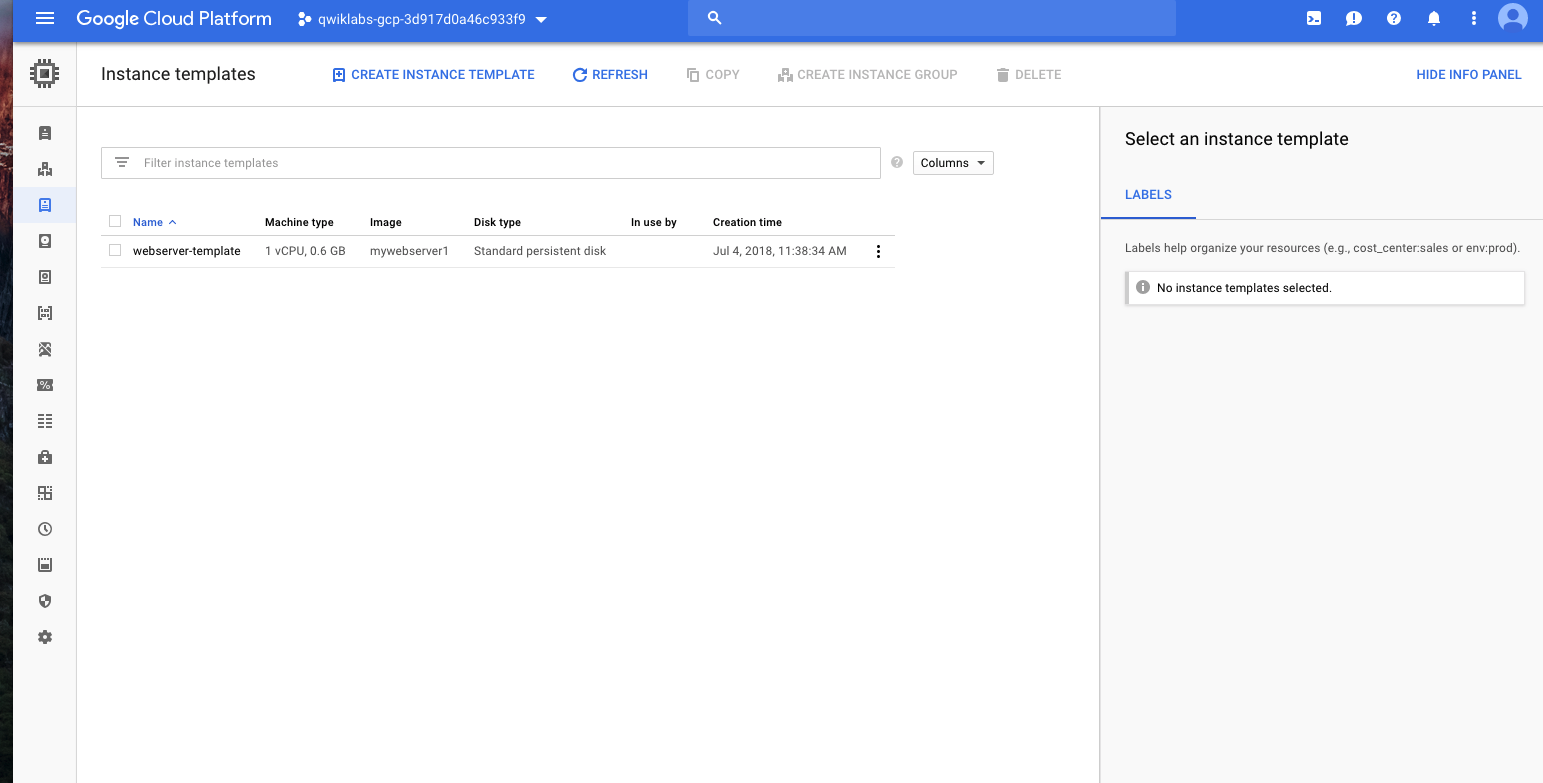 Google Cloud Platform qwiklabs-gcp-3d917d0a46c933f9
Instance templates CREATE INSTANCE TEMPLATE REFRESH COPY CREATE INSTANCE GROUP DELETE HIDE INFO PANEL
Filter instance templates Columns
Name Machine type Image Disk type In use by Creation time
webserver-template 1 vCPU, 0.6 GB mywebserver1 Standard persistent disk Jul 4, 2018, 11:38:34 AM
Select an instance template
LABELS
Labels help organize your resources (e.g., cost_center:sales or env:prod).
No instance templates selected.